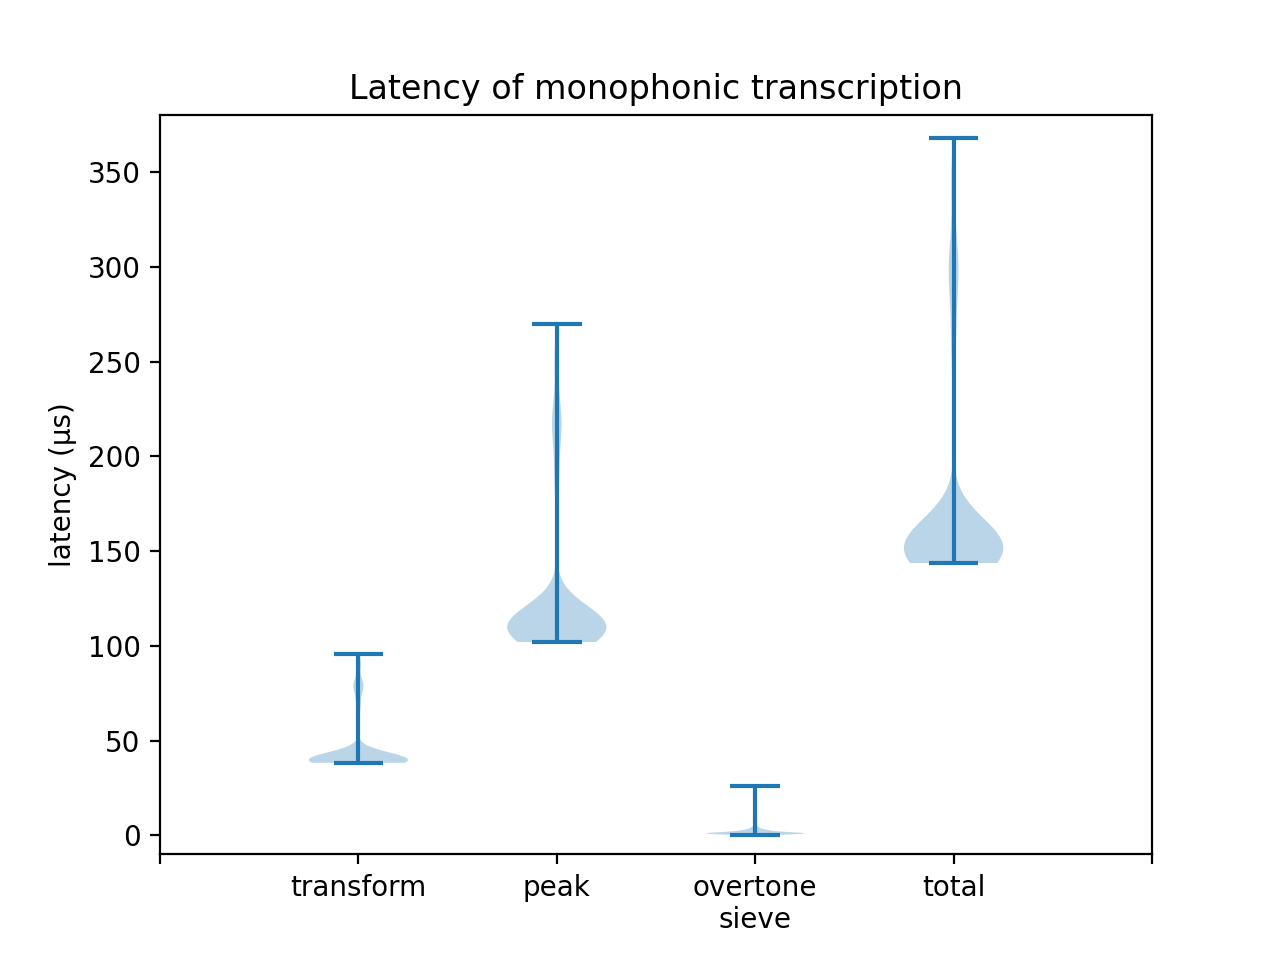 Latency of monophonic transcription
350
300
250
200
150
100
50
0
latency (µs)
transform
peak
overtone
sieve
total